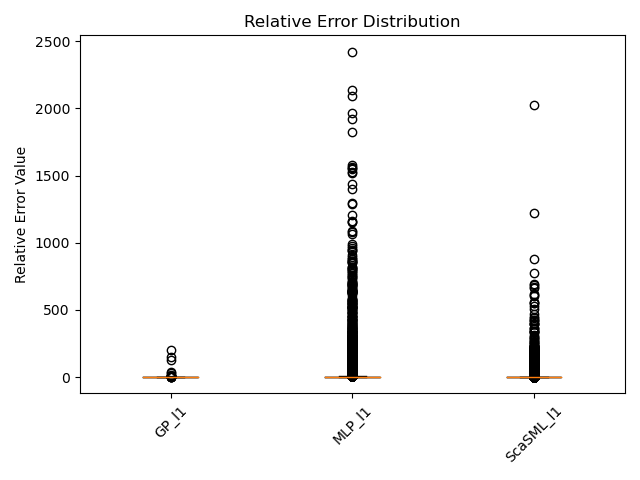 Relative Error Distribution
2500
2000
1500
1000
500
0
Relative Error Value
GP_l1
MLP_l1
ScaSML_l1